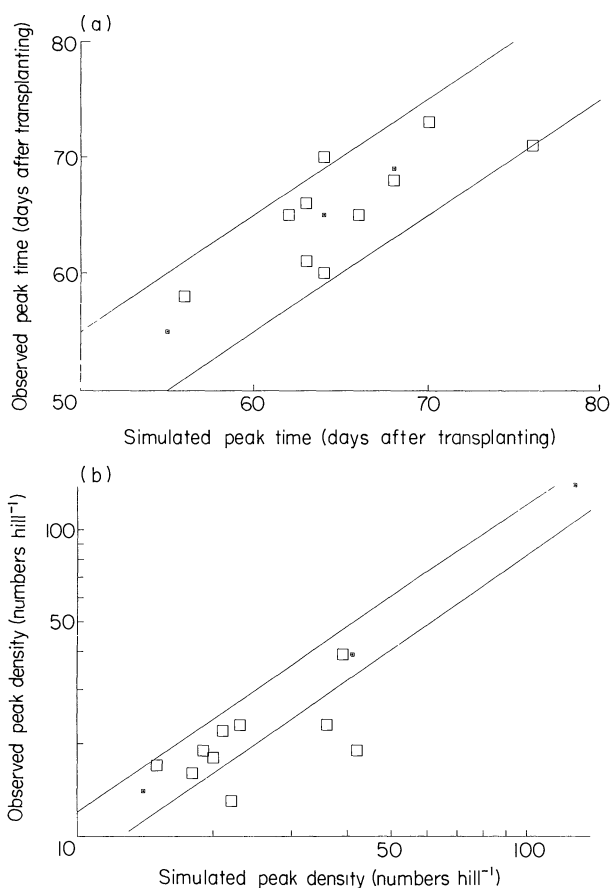 (a)
Observed peak time (days after transplanting)
80
70
60
50
60
70
80
Simulated peak time (days after transplanting)
(b)
Observed peak density (numbers hill⁻¹)
100
50
10
10
50
100
Simulated peak density (numbers hill⁻¹)